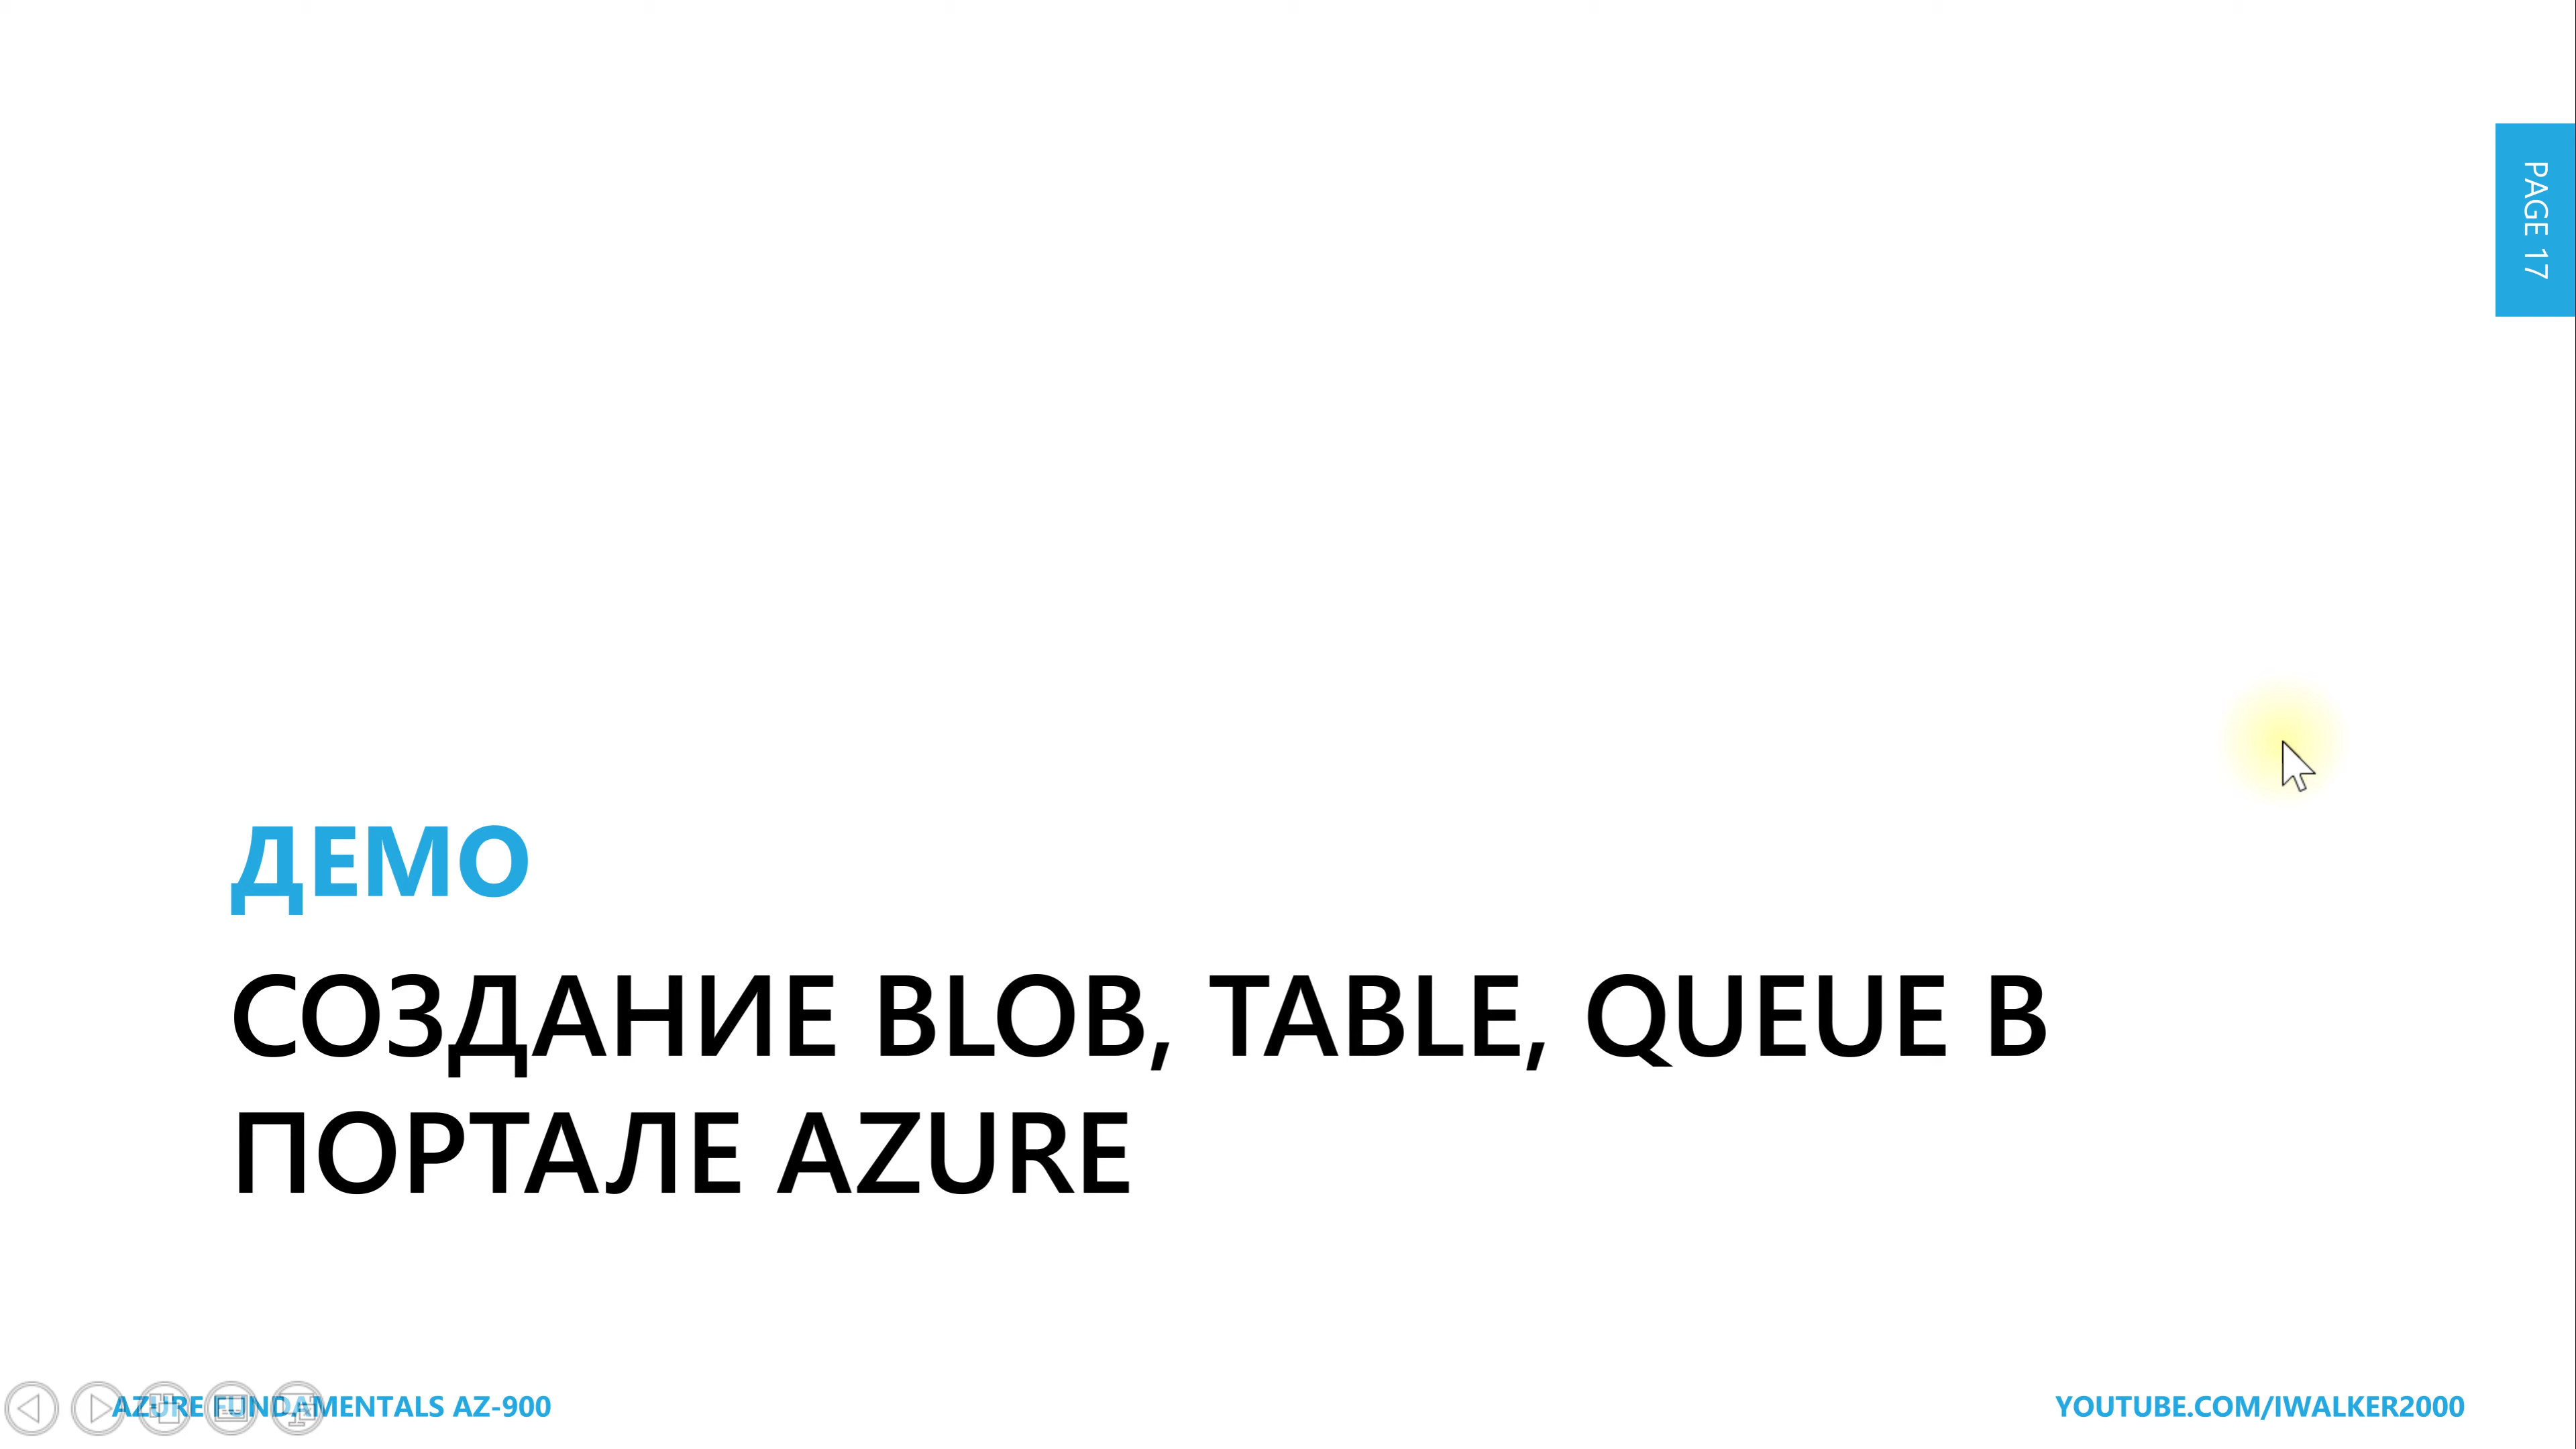 PAGE 17
ДЕМО
СОЗДАНИЕ BLOB, TABLE, QUEUE В
ПОРТАЛЕ AZURE
AZURE FUNDAMENTALS AZ-900
YOUTUBE.COM/IWALKER2000